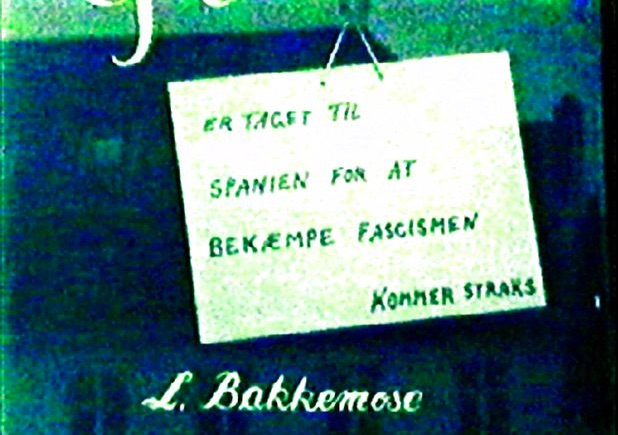 ER TAGET TIL
SPANIEN FOR AT
BEKÆMPE FASCISMEN
KOMMER STRAKS
L. Bakkemose